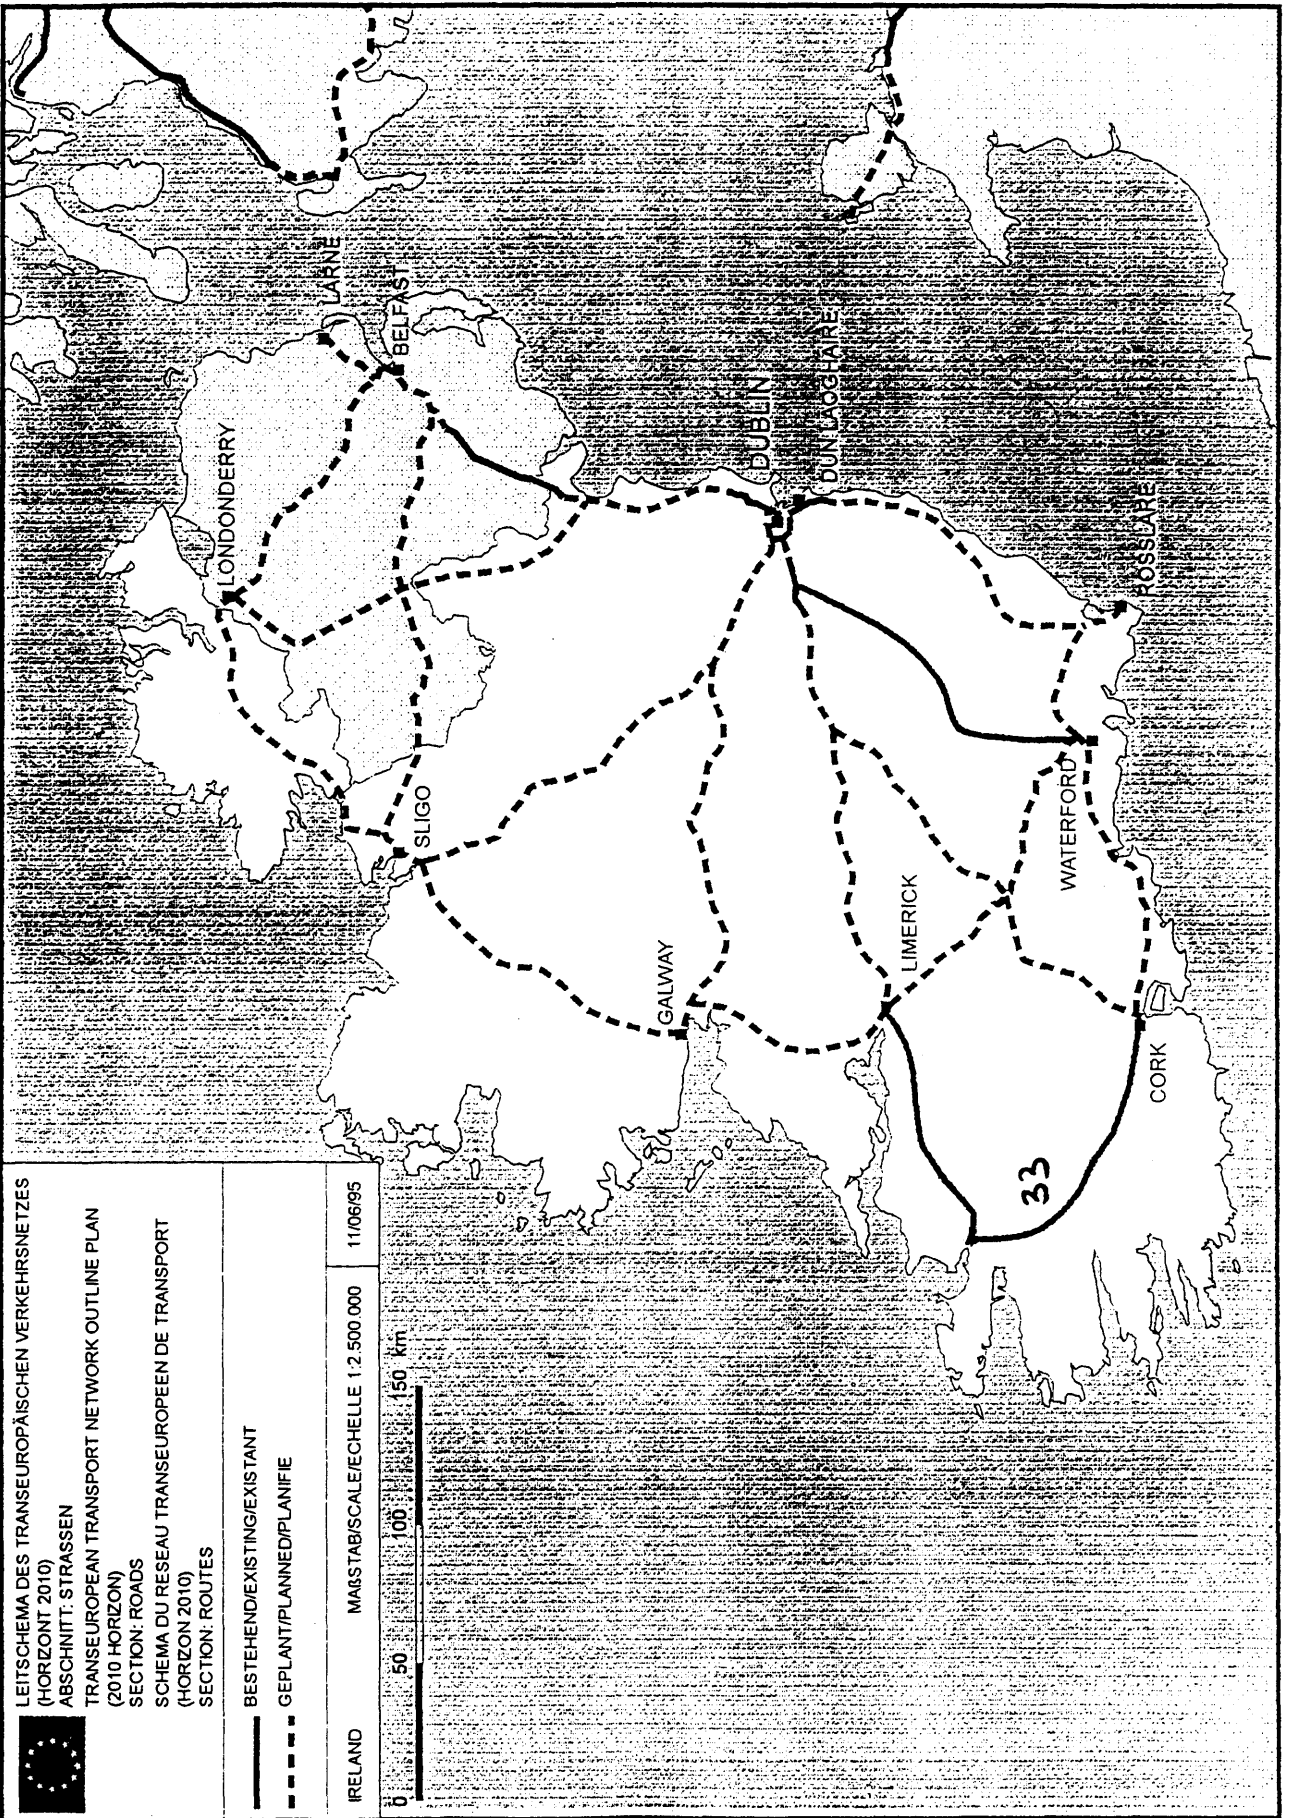 LEITSCHEMA DES TRANSEUROPÄISCHEN VERKEHRSNETZES
(HORIZONT 2010)
ABSCHNITT: STRASSEN
TRANSEUROPEAN TRANSPORT NETWORK OUTLINE PLAN
(2010 HORIZON)
SECTION: ROADS
SCHEMA DU RESEAU TRANSEUROPEEN DE TRANSPORT
(HORIZON 2010)
SECTION: ROUTES
BESTEHEND/EXISTING/EXISTANT
GEPLANT/PLANNED/PLANIFIE
IRELAND MAßSTAB/SCALE/ECHELLE 1:2.500.000 11/06/95
0 50 100 150 km
LARNE
BELFAST
LONDONDERRY
SLIGO
DUBLIN
DUN LAOGHAIRE
GALWAY
LIMERICK
ROSSLARE
WATERFORD
CORK
33